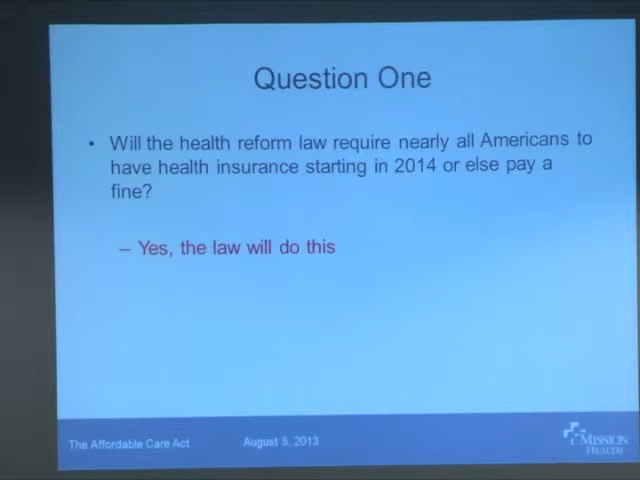 Question One
• Will the health reform law require nearly all Americans to
have health insurance starting in 2014 or else pay a
fine?
– Yes, the law will do this
The Affordable Care Act
August 5, 2013
MISSION
HEALTH